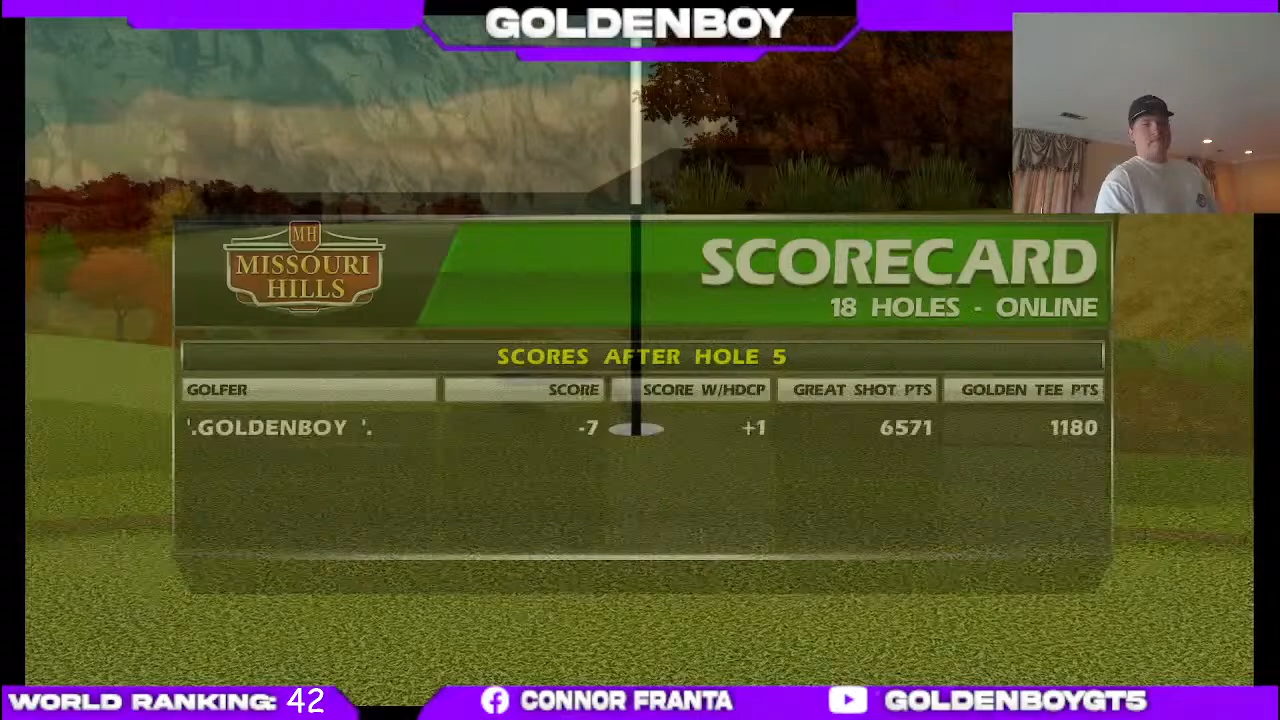 GOLDENBOY
MH
MISSOURI
HILLS
SCORECARD
18 HOLES - ONLINE
SCORES AFTER HOLE 5
GOLFER SCORE SCORE W/HDCP GREAT SHOT PTS GOLDEN TEE PTS
'.GOLDENBOY '. -7 +1 6571 1180
WORLD RANKING: 42 CONNOR FRANTA GOLDENBOYGT5